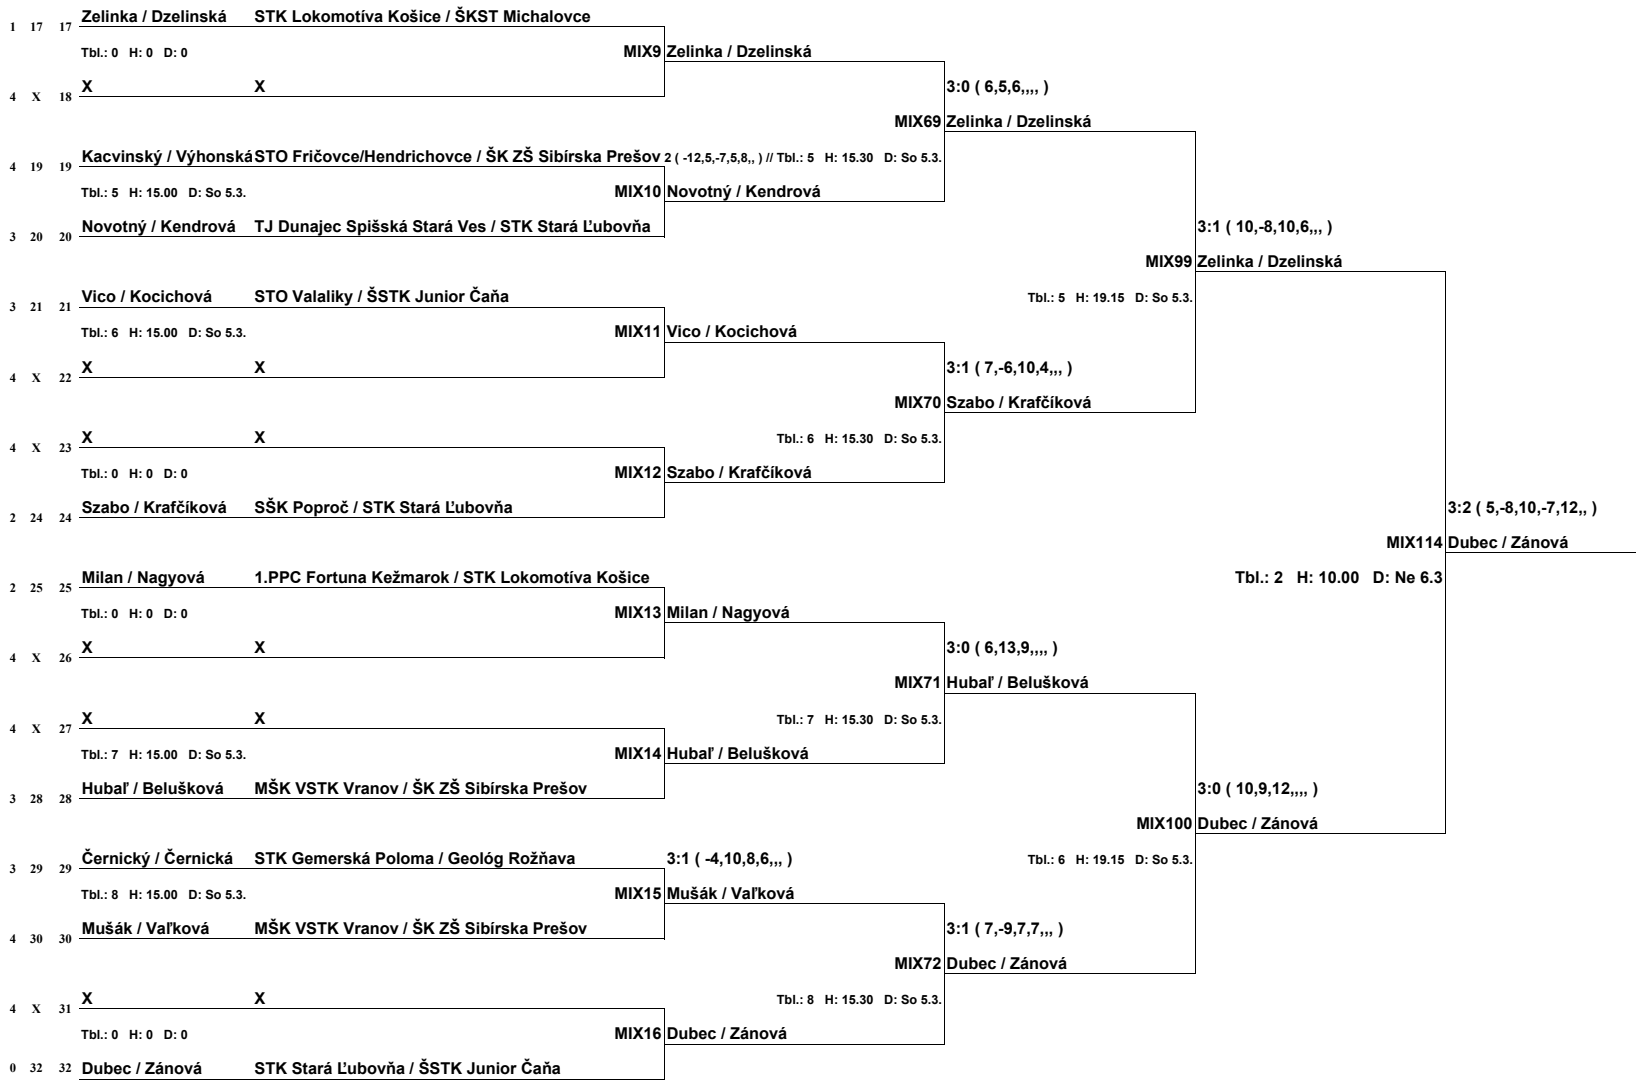 1 17 17 Zelinka / Dzelinská STK Lokomotíva Košice / ŠKST Michalovce
Tbl.: 0 H: 0 D: 0 MIX9 Zelinka / Dzelinská
4 X 18 X X 3:0 ( 6,5,6,,,, )
MIX69 Zelinka / Dzelinská
4 19 19 Kacvinský / Výhonská STO Fričovce/Hendrichovce / ŠK ZŠ Sibírska Prešov 2 ( -12,5,-7,5,8,, ) // Tbl.: 5 H: 15.30 D: So 5.3.
Tbl.: 5 H: 15.00 D: So 5.3. MIX10 Novotný / Kendrová
3 20 20 Novotný / Kendrová TJ Dunajec Spišská Stará Ves / STK Stará Ľubovňa 3:1 ( 10,-8,10,6,,, )
MIX99 Zelinka / Dzelinská
3 21 21 Vico / Kocichová STO Valaliky / ŠSTK Junior Čaňa Tbl.: 5 H: 19.15 D: So 5.3.
Tbl.: 6 H: 15.00 D: So 5.3. MIX11 Vico / Kocichová
4 X 22 X X 3:1 ( 7,-6,10,4,,, )
MIX70 Szabo / Krafčíková
4 X 23 X X Tbl.: 6 H: 15.30 D: So 5.3.
Tbl.: 0 H: 0 D: 0 MIX12 Szabo / Krafčíková
2 24 24 Szabo / Krafčíková SŠK Poproč / STK Stará Ľubovňa 3:2 ( 5,-8,10,-7,12,, )
MIX114 Dubec / Zánová
2 25 25 Milan / Nagyová 1.PPC Fortuna Kežmarok / STK Lokomotíva Košice Tbl.: 2 H: 10.00 D: Ne 6.3
Tbl.: 0 H: 0 D: 0 MIX13 Milan / Nagyová
4 X 26 X X 3:0 ( 6,13,9,,,, )
MIX71 Hubaľ / Belušková
4 X 27 X X Tbl.: 7 H: 15.30 D: So 5.3.
Tbl.: 7 H: 15.00 D: So 5.3. MIX14 Hubaľ / Belušková
3 28 28 Hubaľ / Belušková MŠK VSTK Vranov / ŠK ZŠ Sibírska Prešov 3:0 ( 10,9,12,,,, )
MIX100 Dubec / Zánová
3 29 29 Černický / Černická STK Gemerská Poloma / Geológ Rožňava 3:1 ( -4,10,8,6,,, ) Tbl.: 6 H: 19.15 D: So 5.3.
Tbl.: 8 H: 15.00 D: So 5.3. MIX15 Mušák / Vaľková
4 30 30 Mušák / Vaľková MŠK VSTK Vranov / ŠK ZŠ Sibírska Prešov 3:1 ( 7,-9,7,7,,, )
MIX72 Dubec / Zánová
4 X 31 X X Tbl.: 8 H: 15.30 D: So 5.3.
Tbl.: 0 H: 0 D: 0 MIX16 Dubec / Zánová
0 32 32 Dubec / Zánová STK Stará Ľubovňa / ŠSTK Junior Čaňa